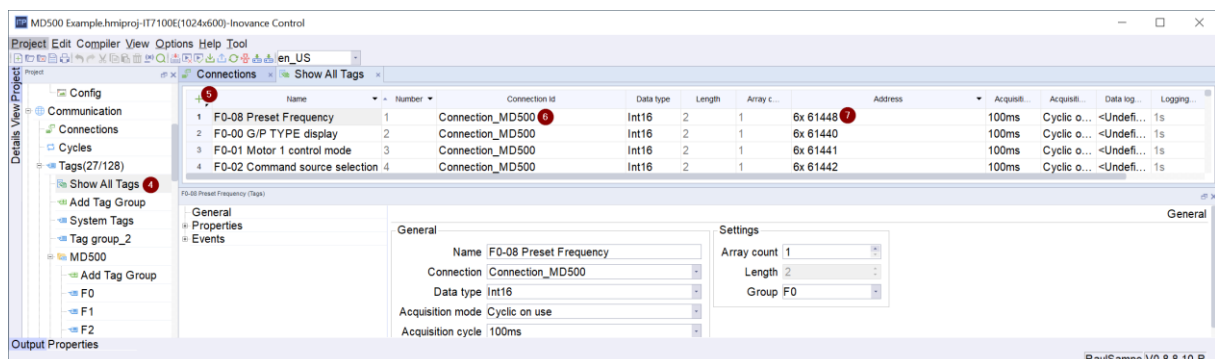 MD500 Example.hmiproj-IT7100E(1024x600)-Inovance Control
Project Edit Compiler View Options Help Tool
en_US
Project
Connections
Show All Tags
Details View Project
Config
Communication
Connections
Cycles
Tags(27/128)
Show All Tags 4
Add Tag Group
System Tags
Tag group_2
MD500
Add Tag Group
F0
F1
F2
5 Name Number Connection Id Data type Length Array c... Address Acquisiti... Acquisiti... Data log... Logging...
1 F0-08 Preset Frequency 1 Connection_MD500 6 Int16 2 1 6x 61448 7 100ms Cyclic o... <Undefi... 1s
2 F0-00 G/P TYPE display 2 Connection_MD500 Int16 2 1 6x 61440 100ms Cyclic o... <Undefi... 1s
3 F0-01 Motor 1 control mode 3 Connection_MD500 Int16 2 1 6x 61441 100ms Cyclic o... <Undefi... 1s
4 F0-02 Command source selection 4 Connection_MD500 Int16 2 1 6x 61442 100ms Cyclic o... <Undefi... 1s
F0-08 Preset Frequency (Tags)
General
Properties
Events
General
General
Name F0-08 Preset Frequency
Connection Connection_MD500
Data type Int16
Acquisition mode Cyclic on use
Acquisition cycle 100ms
Settings
Array count 1
Length 2
Group F0
Output Properties